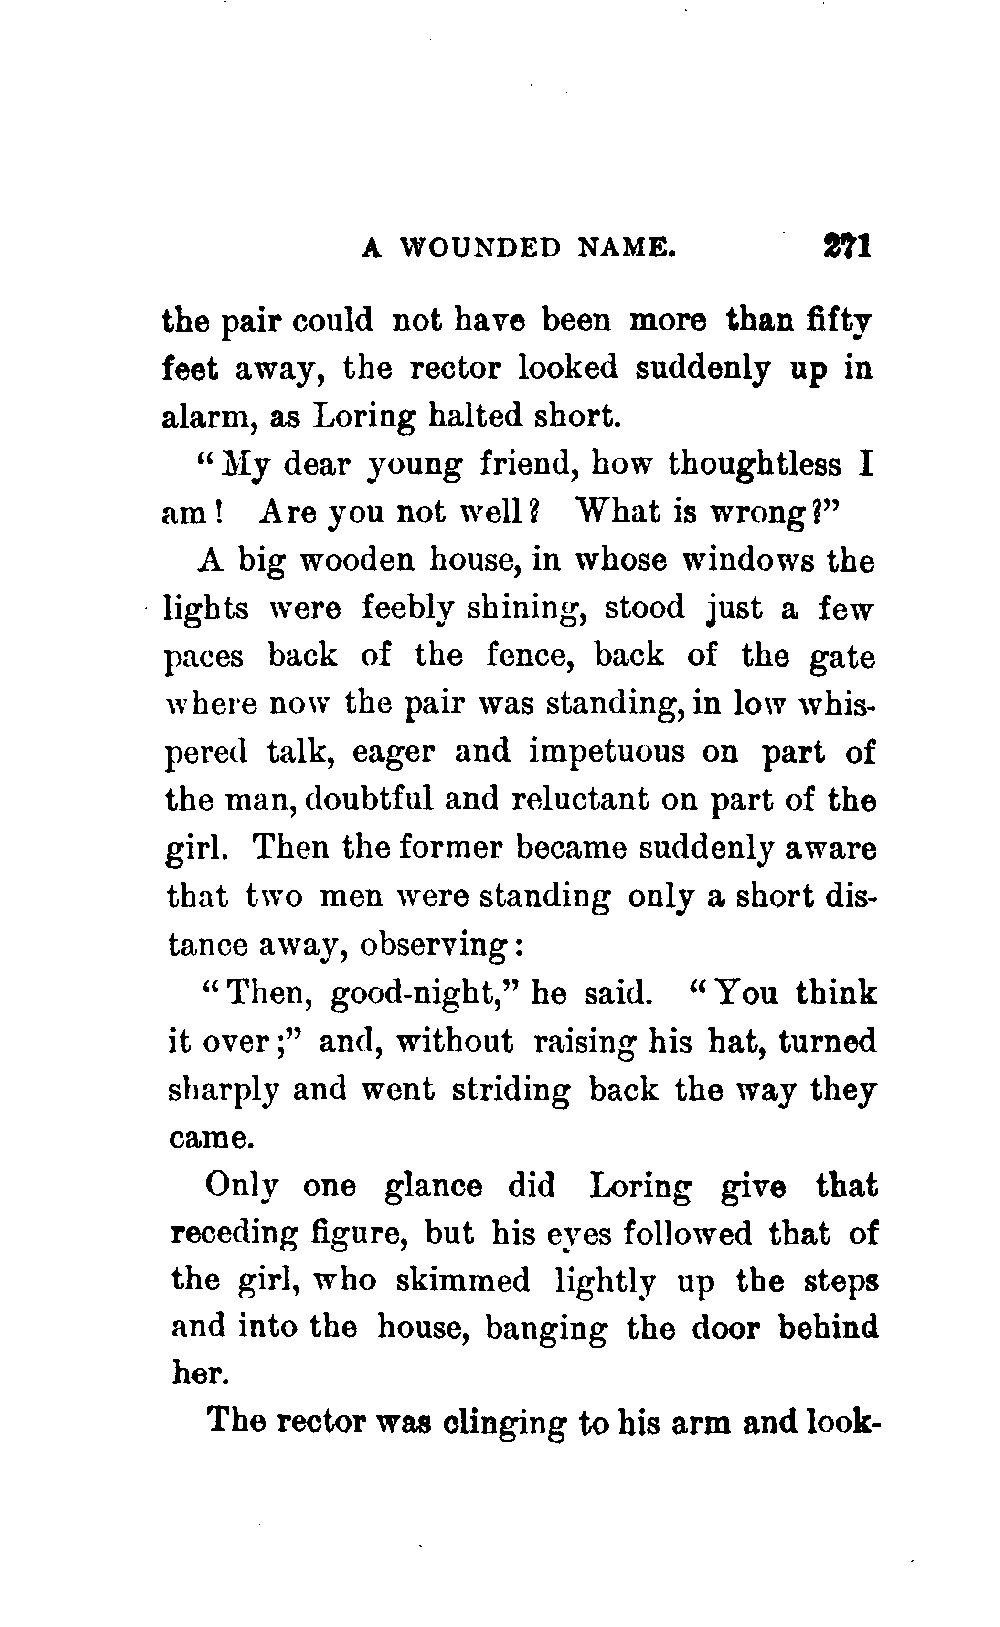 A WOUNDED NAME. 271
the pair could not have been more than fifty
feet away, the rector looked suddenly up in
alarm, as Loring halted short.
“My dear young friend, how thoughtless I
am! Are you not well? What is wrong?”
A big wooden house, in whose windows the
lights were feebly shining, stood just a few
paces back of the fence, back of the gate
where now the pair was standing, in low whis-
pered talk, eager and impetuous on part of
the man, doubtful and reluctant on part of the
girl. Then the former became suddenly aware
that two men were standing only a short dis-
tance away, observing:
“Then, good-night,” he said. “You think
it over;” and, without raising his hat, turned
sharply and went striding back the way they
came.
Only one glance did Loring give that
receding figure, but his eyes followed that of
the girl, who skimmed lightly up the steps
and into the house, banging the door behind
her.
The rector was clinging to his arm and look-